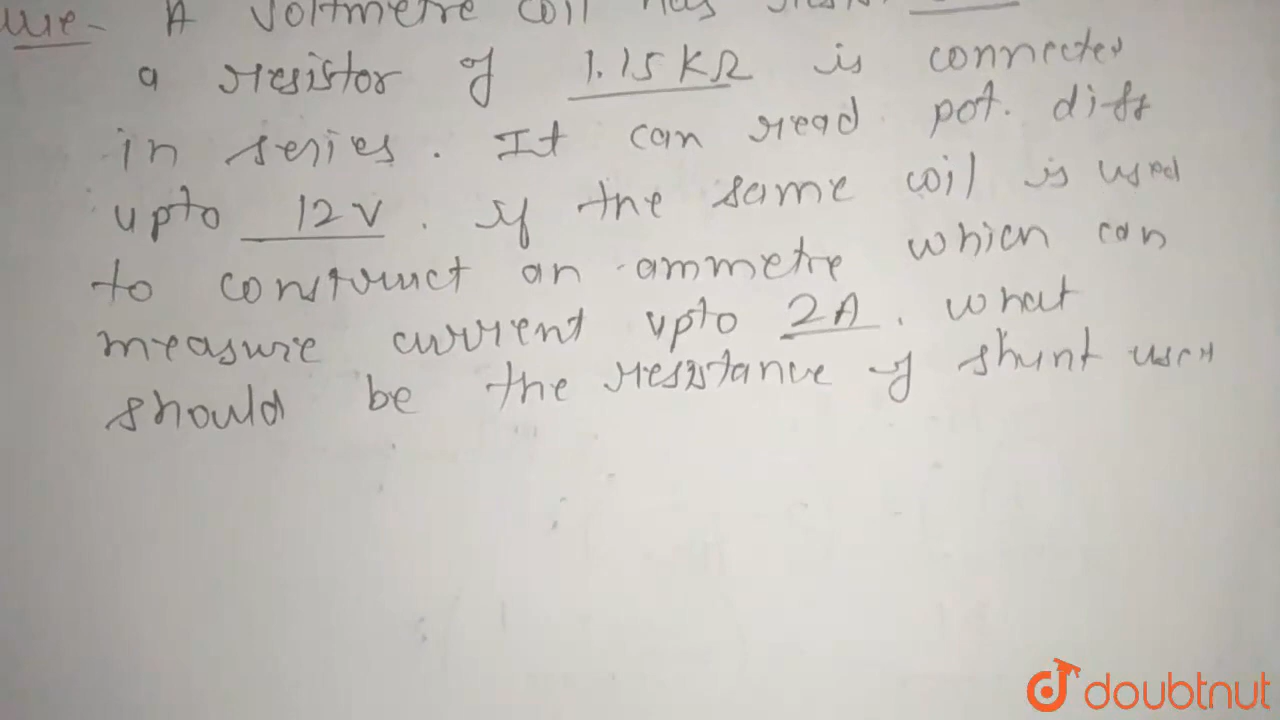 A voltmetre coil has
a resistor of 1.15 KΩ is connected
in series. It can read pot. diff
upto 12V. if the same coil is used
to construct an ammetre which can
measure current upto 2A. what
should be the resistance of shunt used
doubtnut